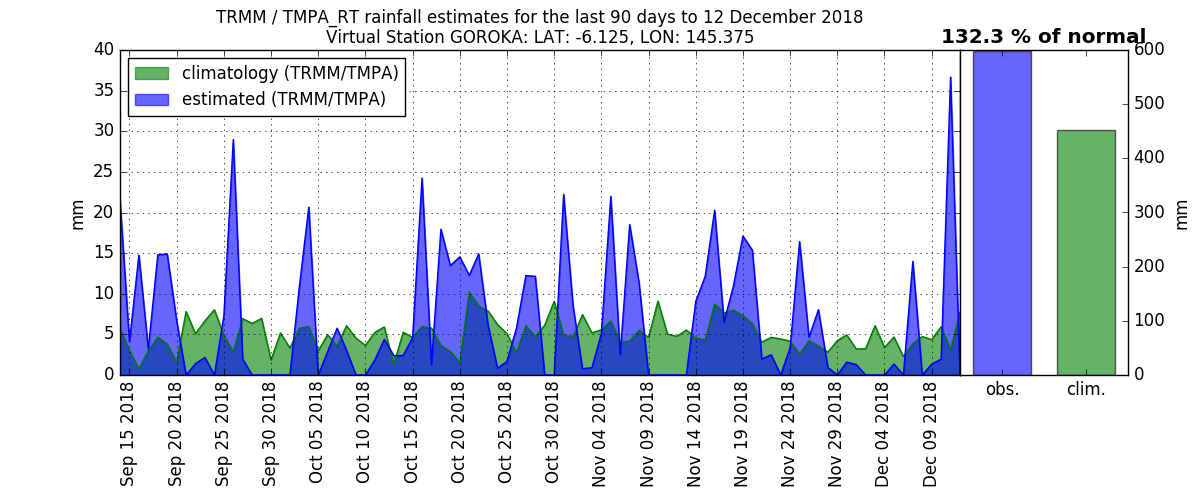 TRMM / TMPA_RT rainfall estimates for the last 90 days to 12 December 2018
Virtual Station GOROKA: LAT: -6.125, LON: 145.375
132.3 % of normal
climatology (TRMM/TMPA)
estimated (TRMM/TMPA)
mm
40
35
30
25
20
15
10
5
0
Sep 15 2018
Sep 20 2018
Sep 25 2018
Sep 30 2018
Oct 05 2018
Oct 10 2018
Oct 15 2018
Oct 20 2018
Oct 25 2018
Oct 30 2018
Nov 04 2018
Nov 09 2018
Nov 14 2018
Nov 19 2018
Nov 24 2018
Nov 29 2018
Dec 04 2018
Dec 09 2018
obs.
clim.
600
500
400
300
200
100
0
mm